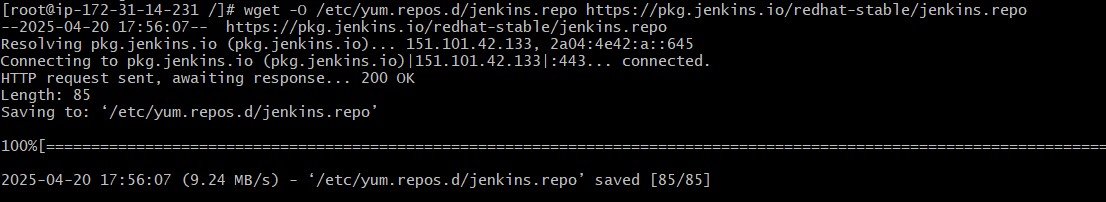 [root@ip-172-31-14-231 /]# wget -O /etc/yum.repos.d/jenkins.repo https://pkg.jenkins.io/redhat-stable/jenkins.repo
--2025-04-20 17:56:07--  https://pkg.jenkins.io/redhat-stable/jenkins.repo
Resolving pkg.jenkins.io (pkg.jenkins.io)... 151.101.42.133, 2a04:4e42:a::645
Connecting to pkg.jenkins.io (pkg.jenkins.io)|151.101.42.133|:443... connected.
HTTP request sent, awaiting response... 200 OK
Length: 85
Saving to: ‘/etc/yum.repos.d/jenkins.repo’
100%[======================================================================================================================
2025-04-20 17:56:07 (9.24 MB/s) - ‘/etc/yum.repos.d/jenkins.repo’ saved [85/85]